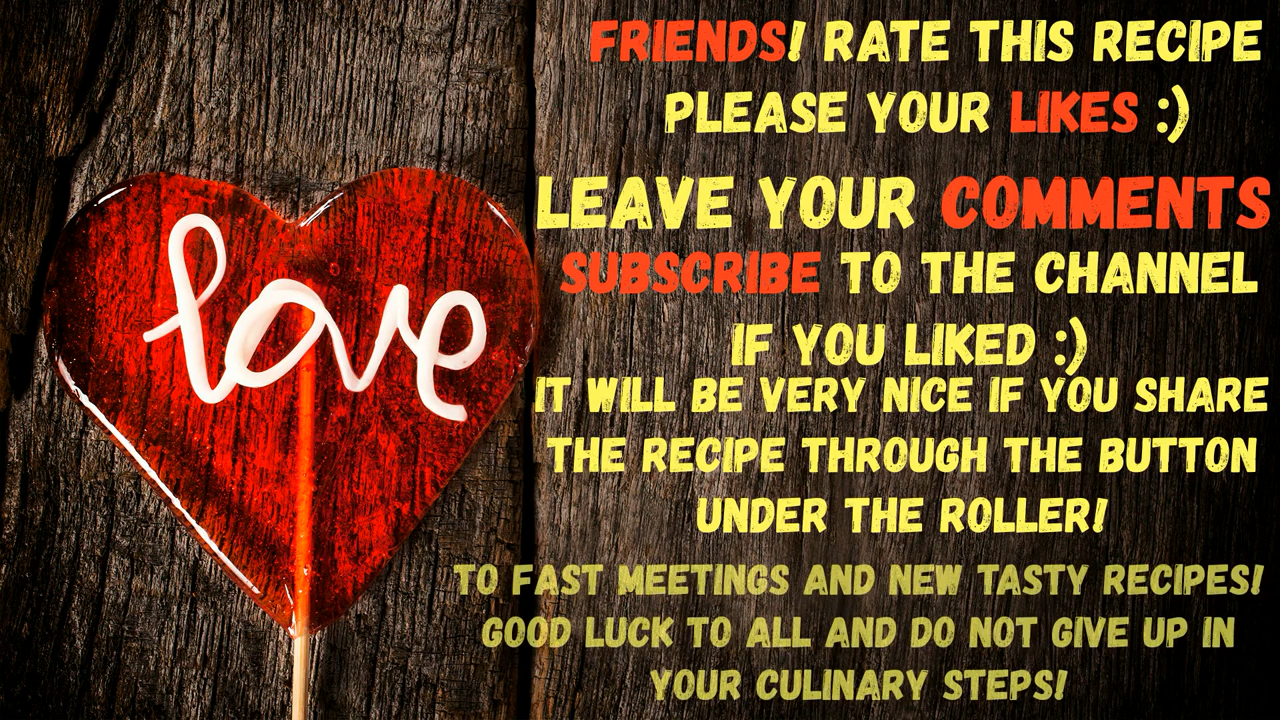 love
FRIENDS! RATE THIS RECIPE
PLEASE YOUR LIKES :)
LEAVE YOUR COMMENTS
SUBSCRIBE TO THE CHANNEL
IF YOU LIKED :)
IT WILL BE VERY NICE IF YOU SHARE
THE RECIPE THROUGH THE BUTTON
UNDER THE ROLLER!
TO FAST MEETINGS AND NEW TASTY RECIPES!
GOOD LUCK TO ALL AND DO NOT GIVE UP IN
YOUR CULINARY STEPS!